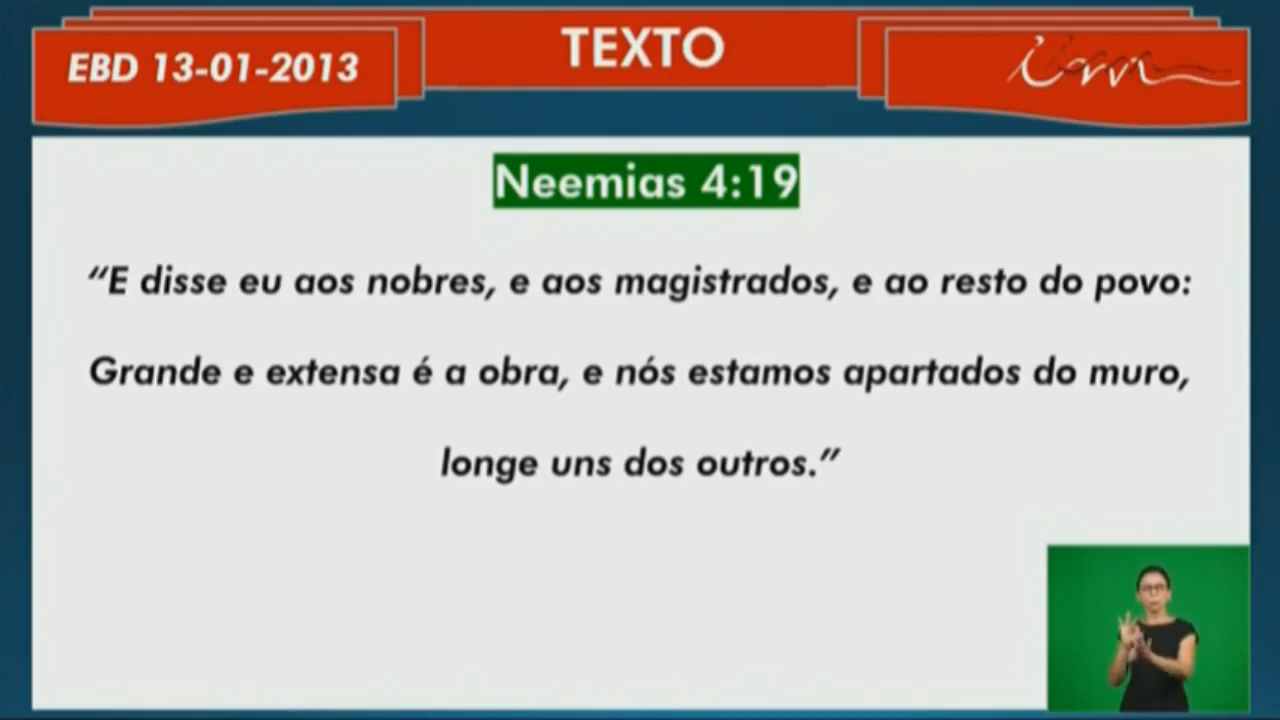 EBD 13-01-2013
TEXTO
Neemias 4:19
“E disse eu aos nobres, e aos magistrados, e ao resto do povo:
Grande e extensa é a obra, e nós estamos apartados do muro,
longe uns dos outros.”